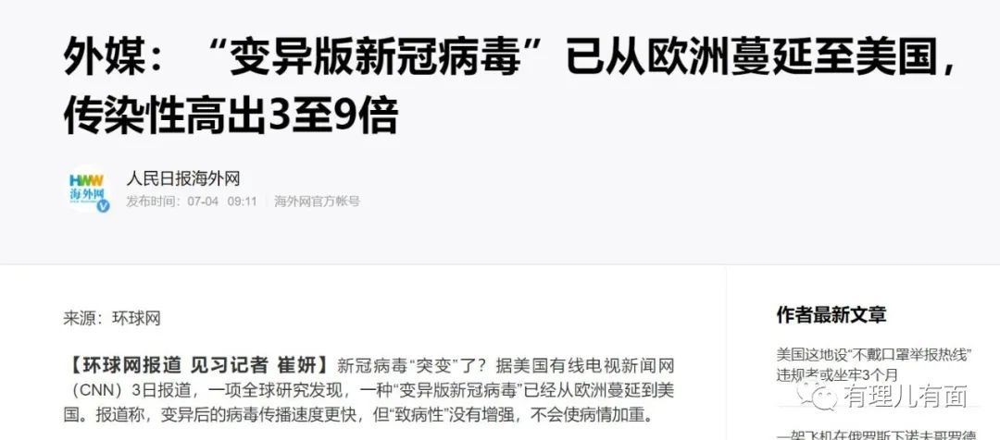 外媒：“变异版新冠病毒”已从欧洲蔓延至美国，
传染性高出3至9倍
HWW
海外网
V
人民日报海外网
发布时间：07-04 09:11 海外网官方帐号
来源：环球网
【环球网报道 见习记者 崔妍】新冠病毒“突变”了？据美国有线电视新闻网
（CNN）3日报道，一项全球研究发现，一种“变异版新冠病毒”已经从欧洲蔓延到美
国。报道称，变异后的病毒传播速度更快，但“致病性”没有增强，不会使病情加重。
作者最新文章
美国这地设“不戴口罩举报热线”
违规者或坐牢3个月
有理儿有面
一架飞机在俄罗斯下诺夫哥罗德